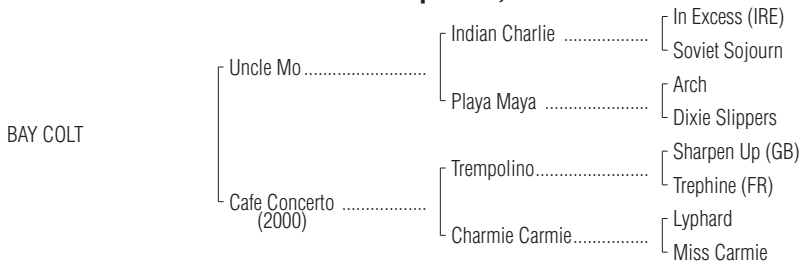 In Excess (IRE)
Indian Charlie ..................
Soviet Sojourn
Uncle Mo ..........................
Arch
Playa Maya ......................
Dixie Slippers
BAY COLT
Sharpen Up (GB)
Trempolino........................
Trephine (FR)
Cafe Concerto ..................
(2000)
Lyphard
Charmie Carmie................
Miss Carmie